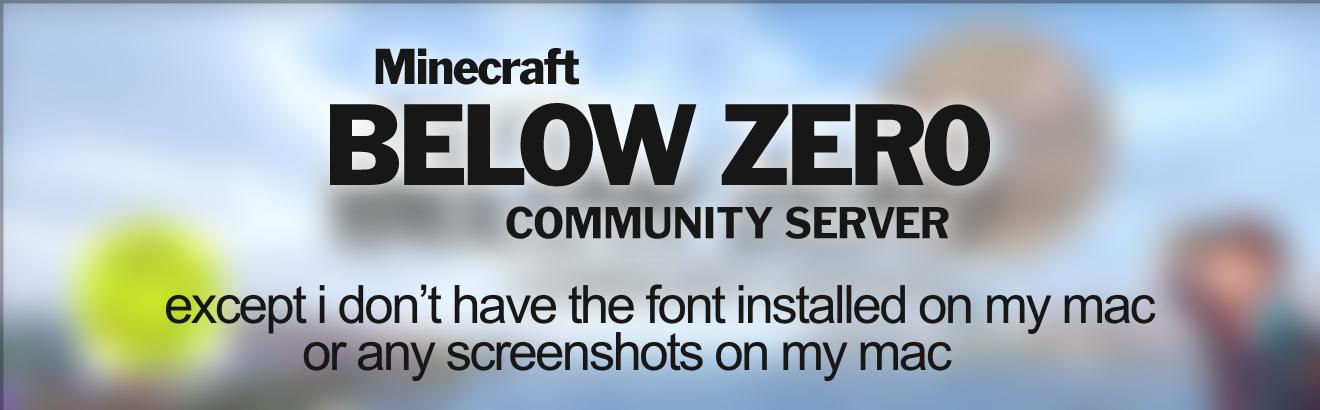 Minecraft
BELOW ZERO
COMMUNITY SERVER
except i don’t have the font installed on my mac
or any screenshots on my mac